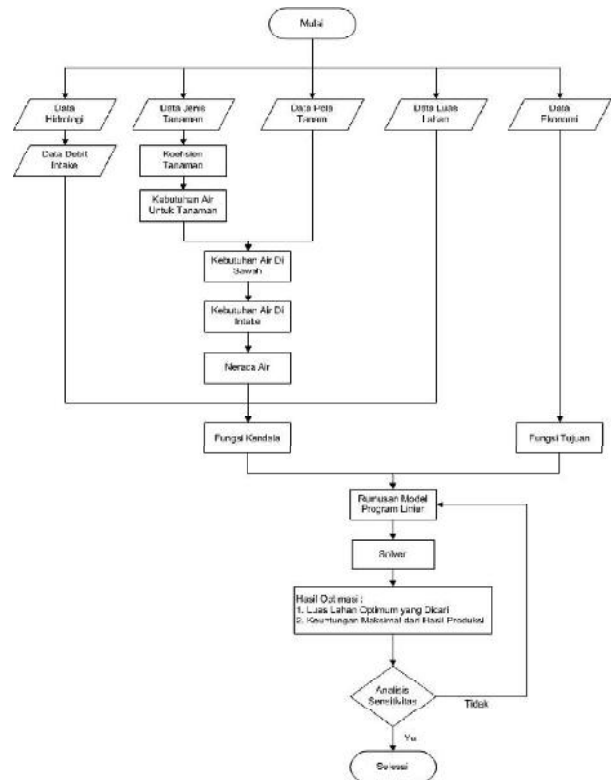 Mulai
Data
Hidrologi
Data Jenis
Tanaman
Data Pola
Tanam
Data Luas
Lahan
Data
Ekonomi
Data Debit
Intake
Koefisien
Tanaman
Kebutuhan Air
Untuk Tanaman
Kebutuhan Air Di
Sawah
Kebutuhan Air Di
Intake
Neraca Air
Fungsi Kendala
Fungsi Tujuan
Rumusan Model
Program Linier
Solver
Hasil Optimasi :
1. Luas Lahan Optimum yang Dicari
2. Keuntungan Maksimal dari Hasil Produksi
Analisis
Sensitivitas
Tidak
Ya
Selesai